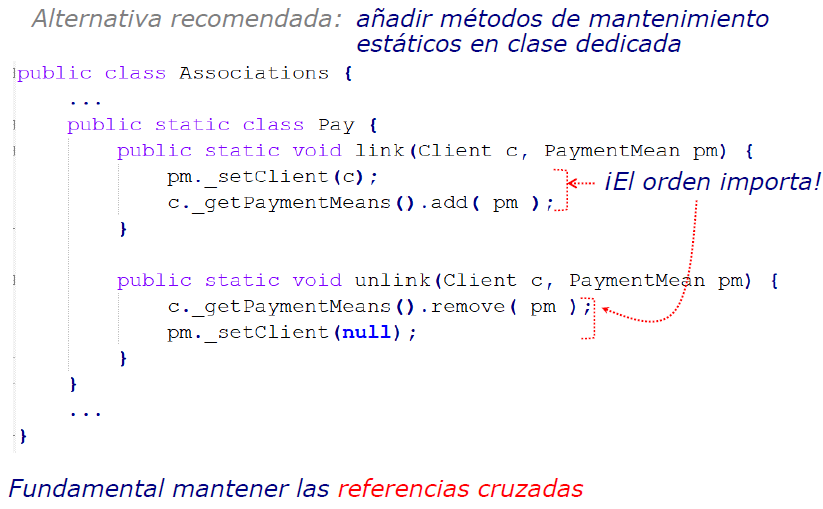 Alternativa recomendada: añadir métodos de mantenimiento
estáticos en clase dedicada
public class Associations {
...
public static class Pay {
public static void link(Client c, PaymentMean pm) {
pm._setClient(c);
¡El orden importa!
c._getPaymentMeans().add( pm );
}
public static void unlink(Client c, PaymentMean pm) {
c._getPaymentMeans().remove( pm );
pm._setClient(null);
}
}
...
}
Fundamental mantener las referencias cruzadas